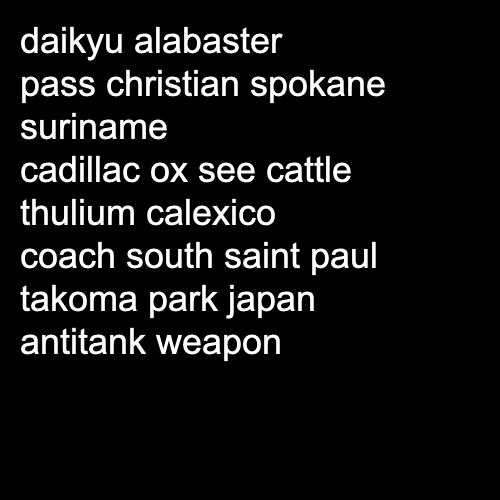 daikyu alabaster
pass christian spokane
suriname
cadillac ox see cattle
thulium calexico
coach south saint paul
takoma park japan
antitank weapon